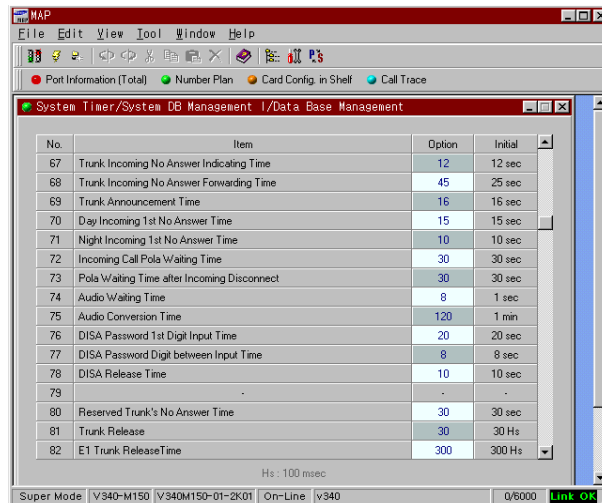 MAP
File Edit View Tool Window Help
Port Information (Total) Number Plan Card Config. in Shelf Call Trace
System Timer/System DB Management I/Data Base Management
No. Item Option Initial
67 Trunk Incoming No Answer Indicating Time 12 12 sec
68 Trunk Incoming No Answer Forwarding Time 45 25 sec
69 Trunk Announcement Time 16 16 sec
70 Day Incoming 1st No Answer Time 15 15 sec
71 Night Incoming 1st No Answer Time 10 10 sec
72 Incoming Call Pola Waiting Time 30 30 sec
73 Pola Waiting Time after Incoming Disconnect 30 30 sec
74 Audio Waiting Time 8 1 sec
75 Audio Conversion Time 120 1 min
76 DISA Password 1st Digit Input Time 20 20 sec
77 DISA Password Digit between Input Time 8 8 sec
78 DISA Release Time 10 10 sec
79 - - -
80 Reserved Trunk's No Answer Time 30 30 sec
81 Trunk Release 30 30 Hs
82 E1 Trunk ReleaseTime 300 300 Hs
Hs : 100 msec
Super Mode V340-M150 V340M150-01-2K01 On-Line v340 0/6000 Link OK